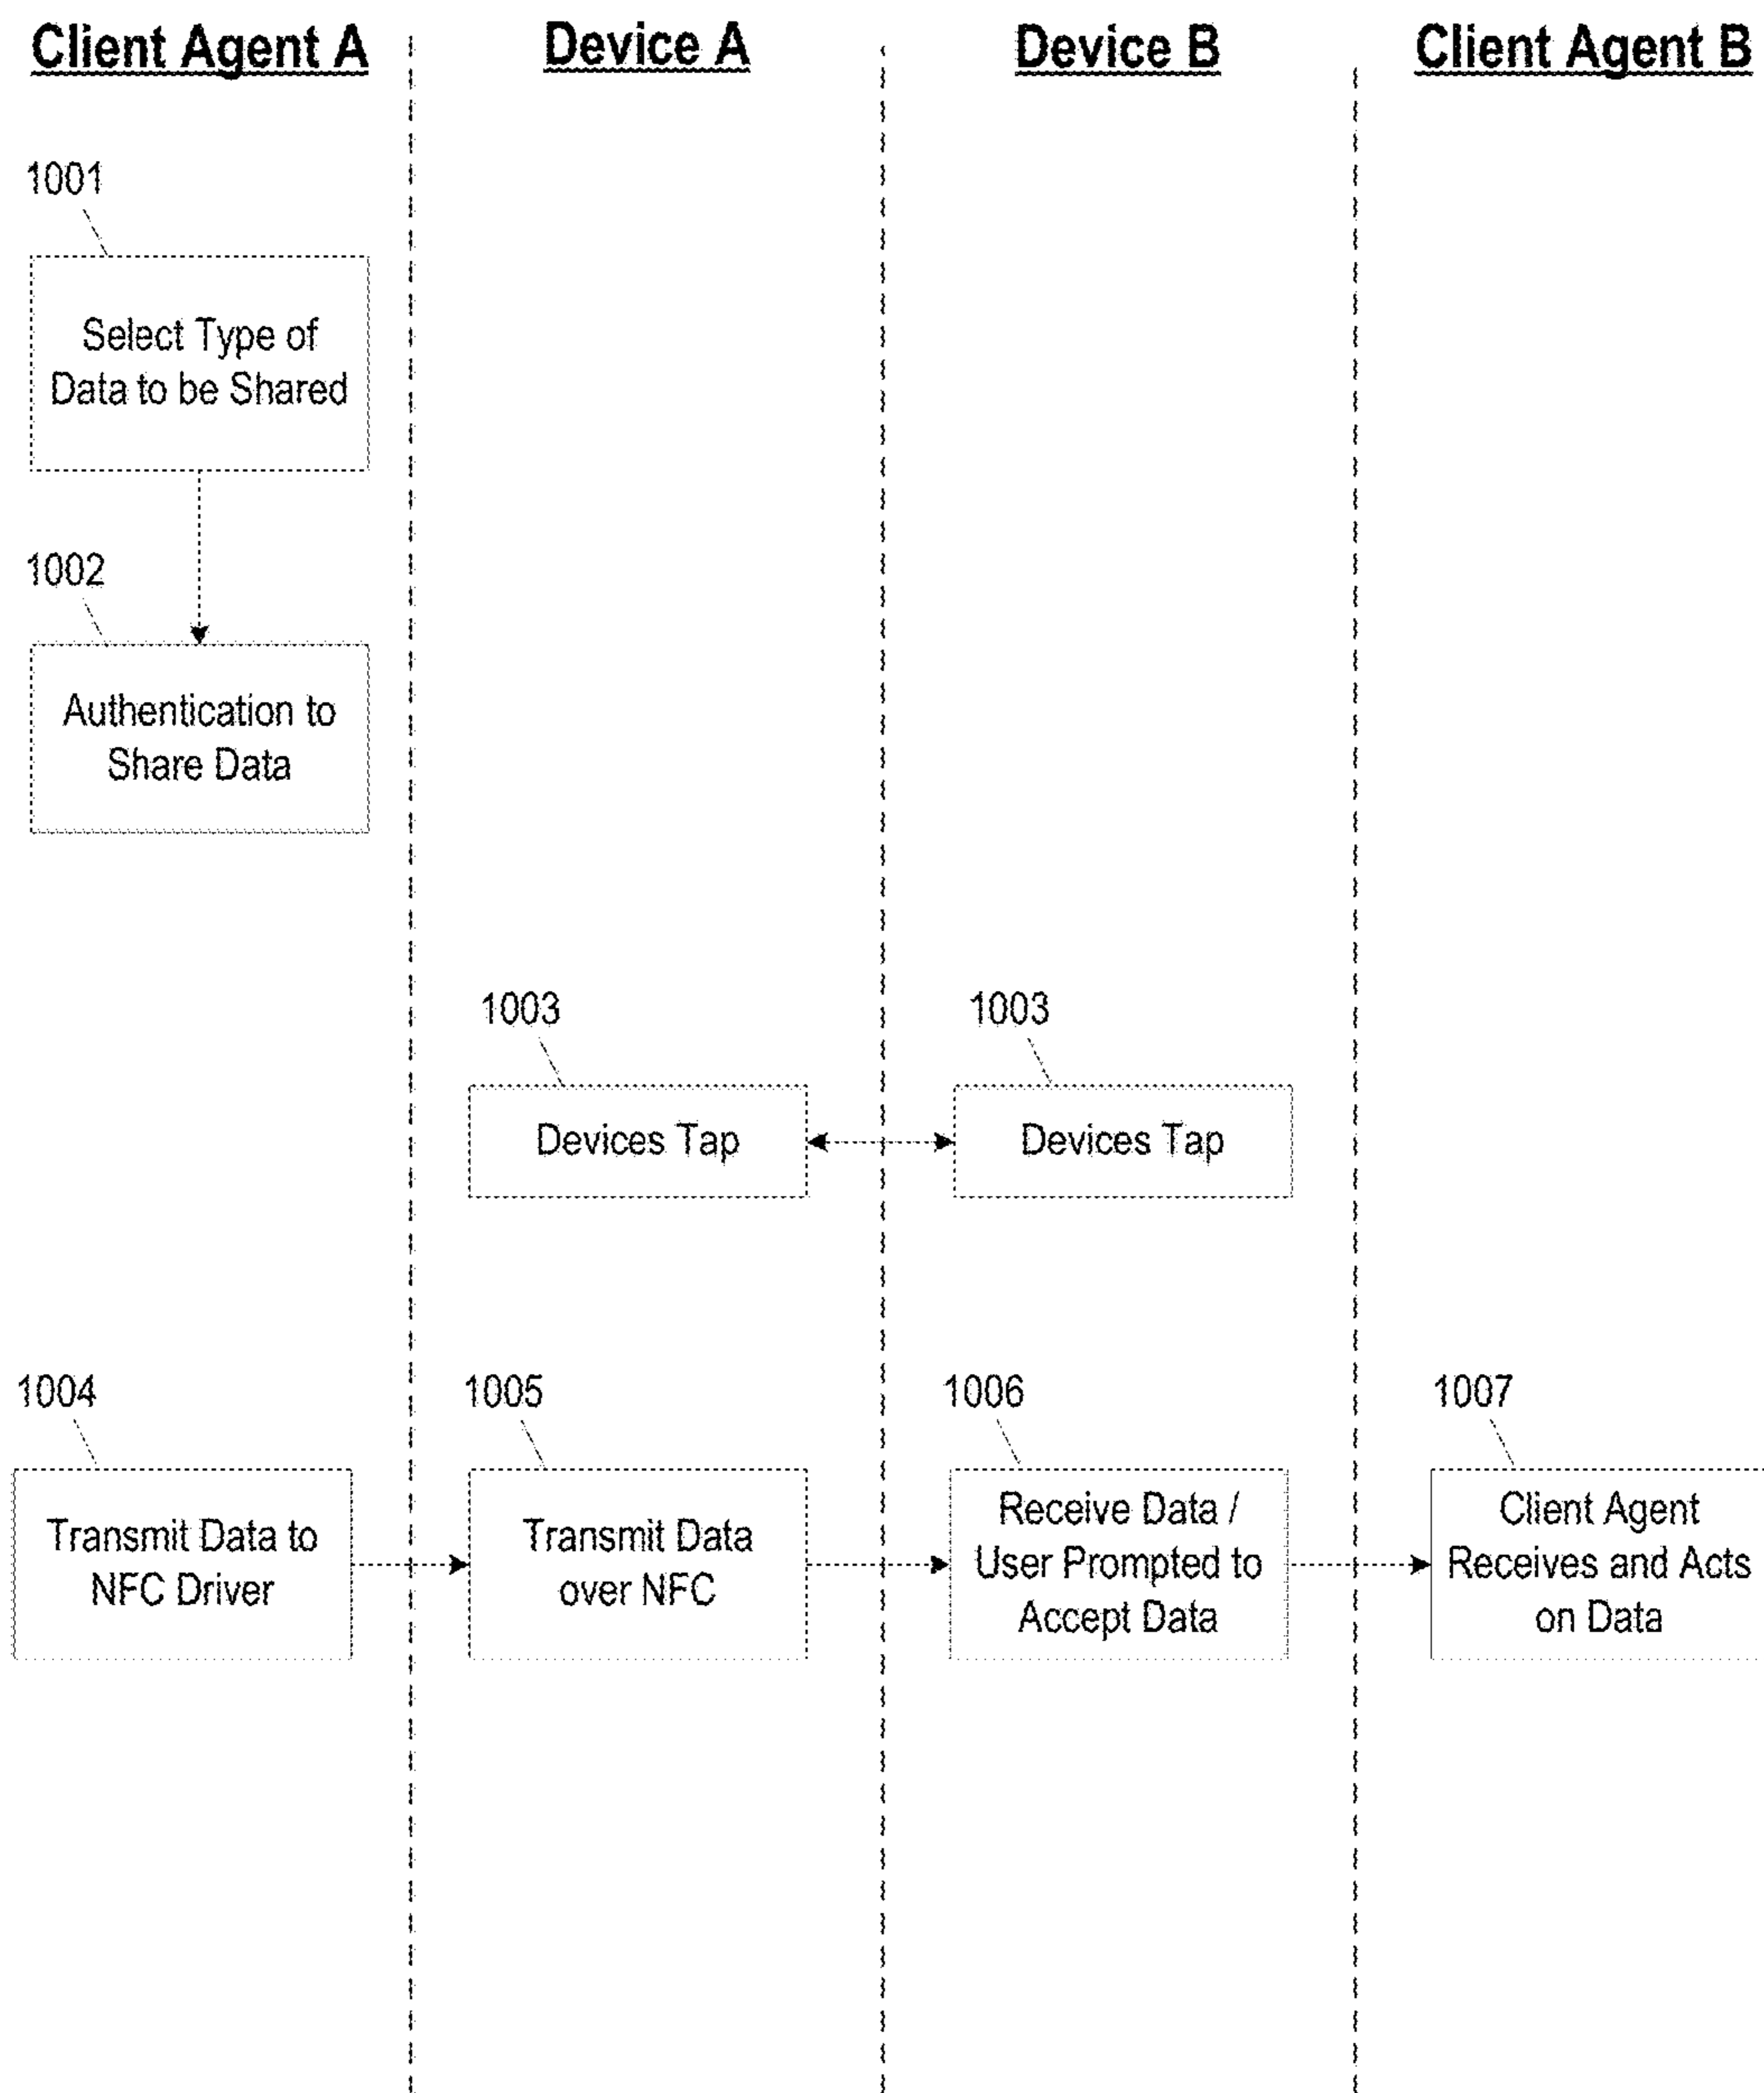 Client Agent A
Device A
Device B
Client Agent B
1001
Select Type of
Data to be Shared
1002
Authentication to
Share Data
1003
Devices Tap
1003
Devices Tap
1004
Transmit Data to
NFC Driver
1005
Transmit Data
over NFC
1006
Receive Data /
User Prompted to
Accept Data
1007
Client Agent
Receives and Acts
on Data